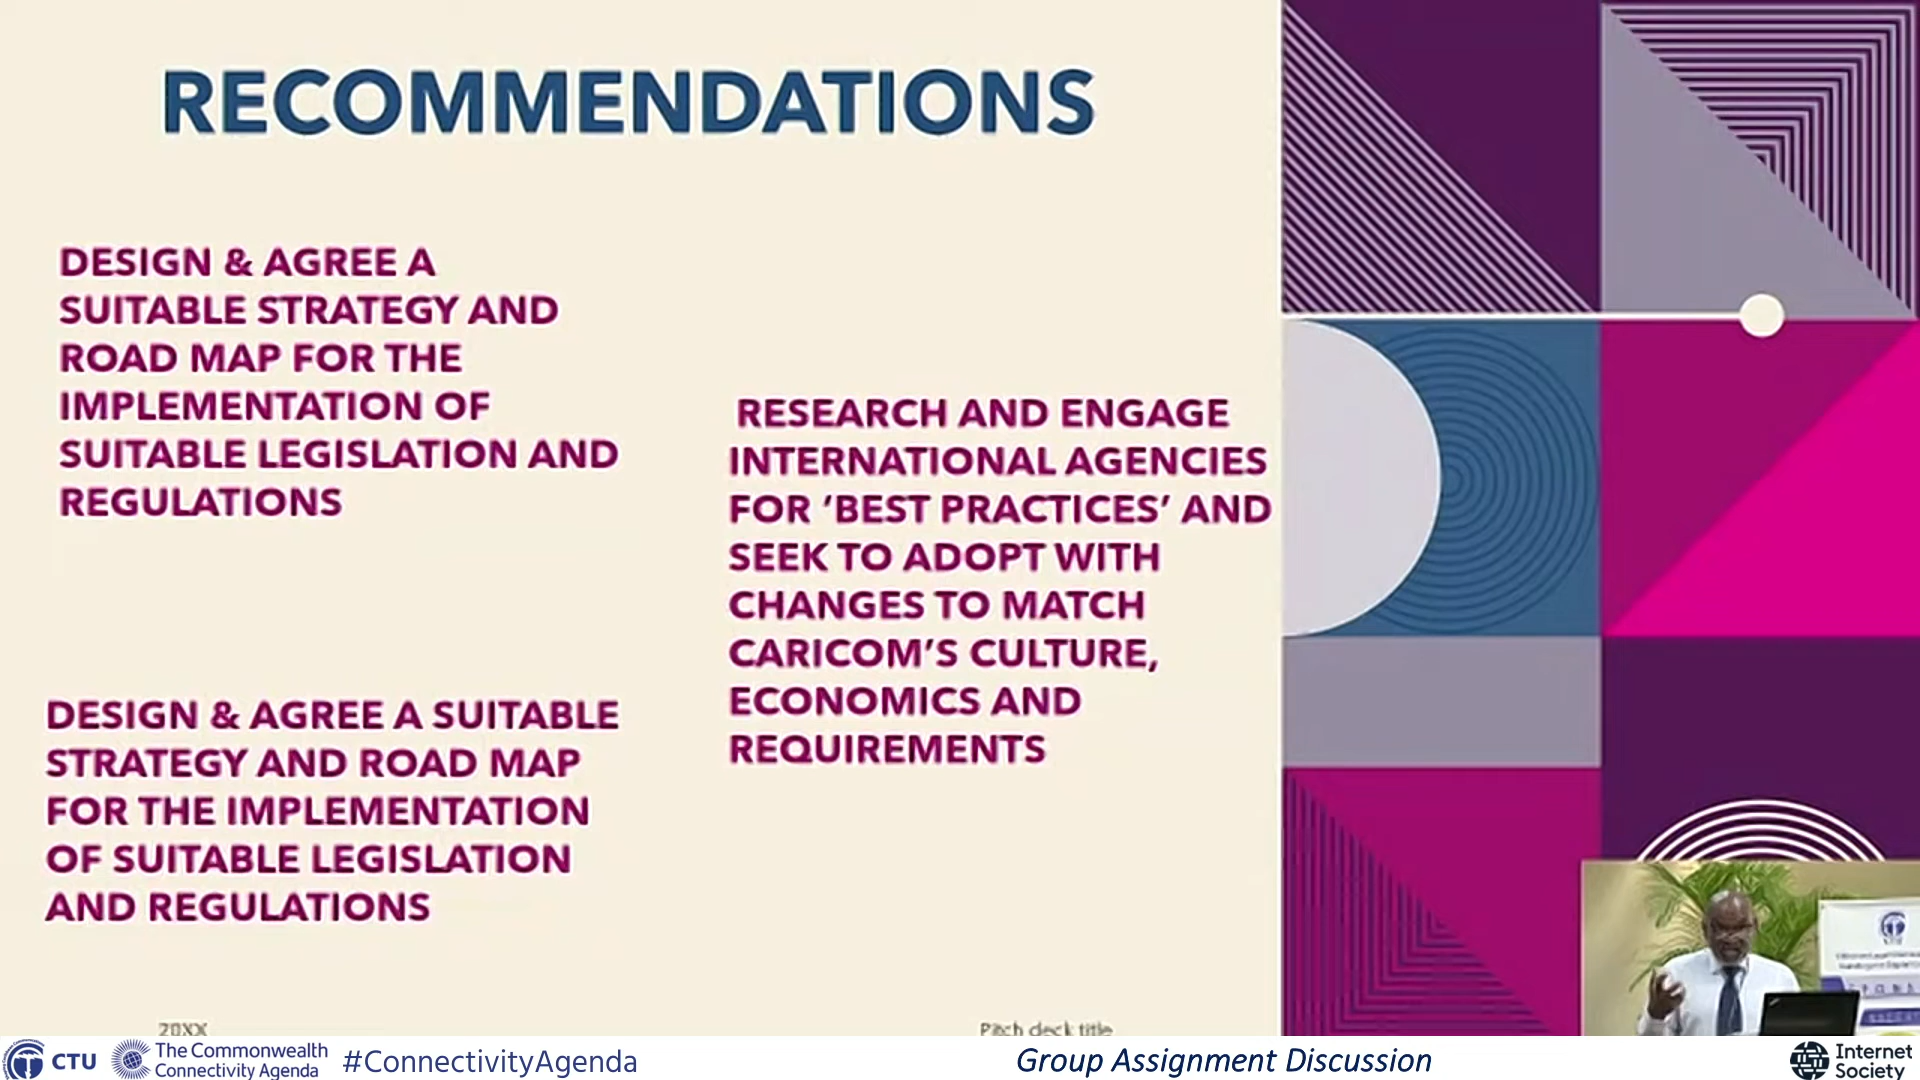 RECOMMENDATIONS
DESIGN & AGREE A
SUITABLE STRATEGY AND
ROAD MAP FOR THE
IMPLEMENTATION OF
SUITABLE LEGISLATION AND
REGULATIONS
DESIGN & AGREE A SUITABLE
STRATEGY AND ROAD MAP
FOR THE IMPLEMENTATION
OF SUITABLE LEGISLATION
AND REGULATIONS
RESEARCH AND ENGAGE
INTERNATIONAL AGENCIES
FOR ‘BEST PRACTICES’ AND
SEEK TO ADOPT WITH
CHANGES TO MATCH
CARICOM’S CULTURE,
ECONOMICS AND
REQUIREMENTS
20XX
Pitch deck title
CTU
The Commonwealth
Connectivity Agenda
#ConnectivityAgenda
Group Assignment Discussion
Internet
Society